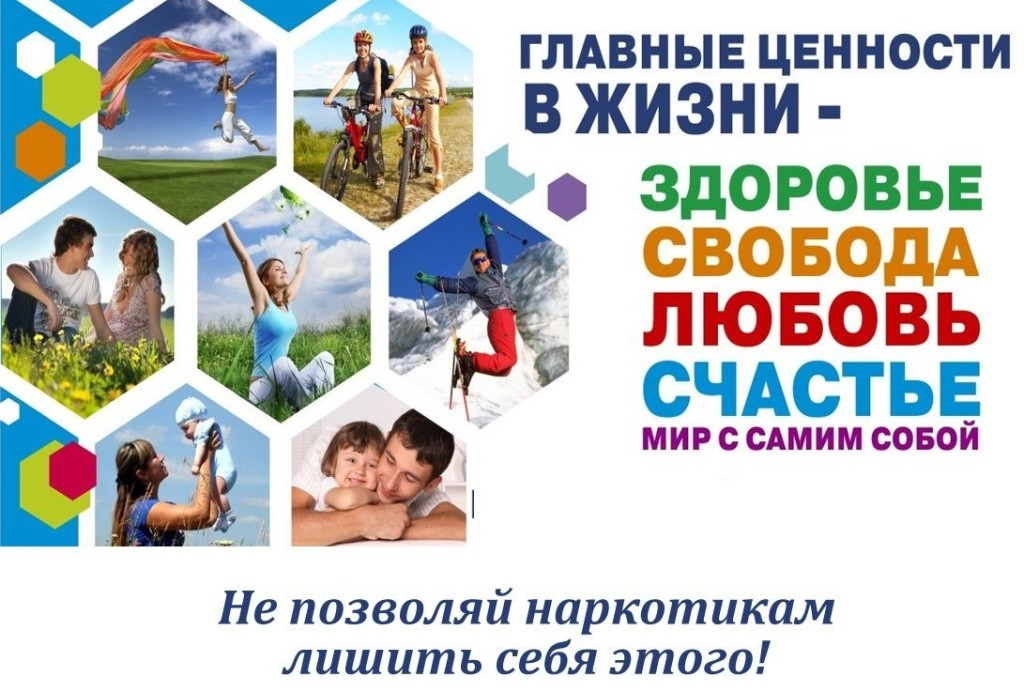 ГЛАВНЫЕ ЦЕННОСТИ
В ЖИЗНИ -
ЗДОРОВЬЕ
СВОБОДА
ЛЮБОВЬ
СЧАСТЬЕ
МИР С САМИМ СОБОЙ
Не позволяй наркотикам
лишить себя этого!